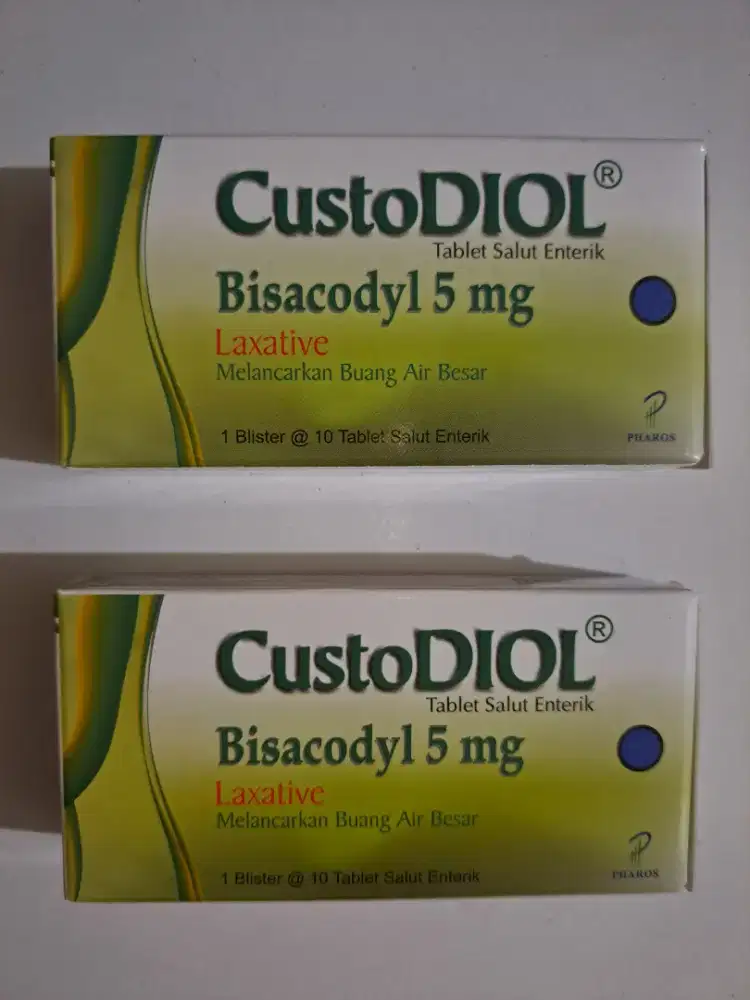 CustoDIOL®
Tablet Salut Enterik
Bisacodyl 5 mg
Laxative
Melancarkan Buang Air Besar
1 Blister @ 10 Tablet Salut Enterik
PHAROS
CustoDIOL®
Tablet Salut Enterik
Bisacodyl 5 mg
Laxative
Melancarkan Buang Air Besar
1 Blister @ 10 Tablet Salut Enterik
PHAROS